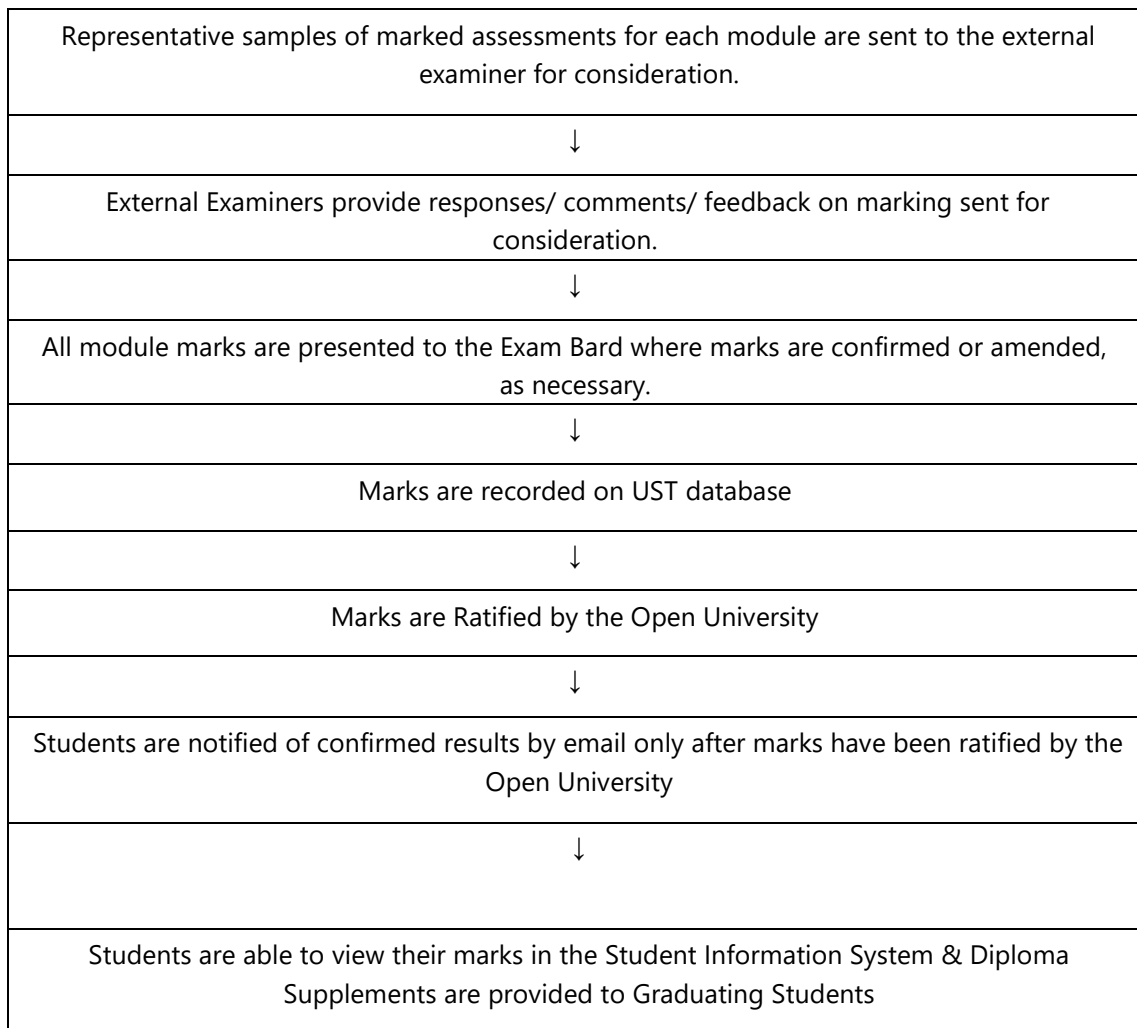 Representative samples of marked assessments for each module are sent to the external
examiner for consideration.
↓
External Examiners provide responses/ comments/ feedback on marking sent for
consideration.
↓
All module marks are presented to the Exam Bard where marks are confirmed or amended,
as necessary.
↓
Marks are recorded on UST database
↓
Marks are Ratified by the Open University
↓
Students are notified of confirmed results by email only after marks have been ratified by the
Open University
↓
Students are able to view their marks in the Student Information System & Diploma
Supplements are provided to Graduating Students